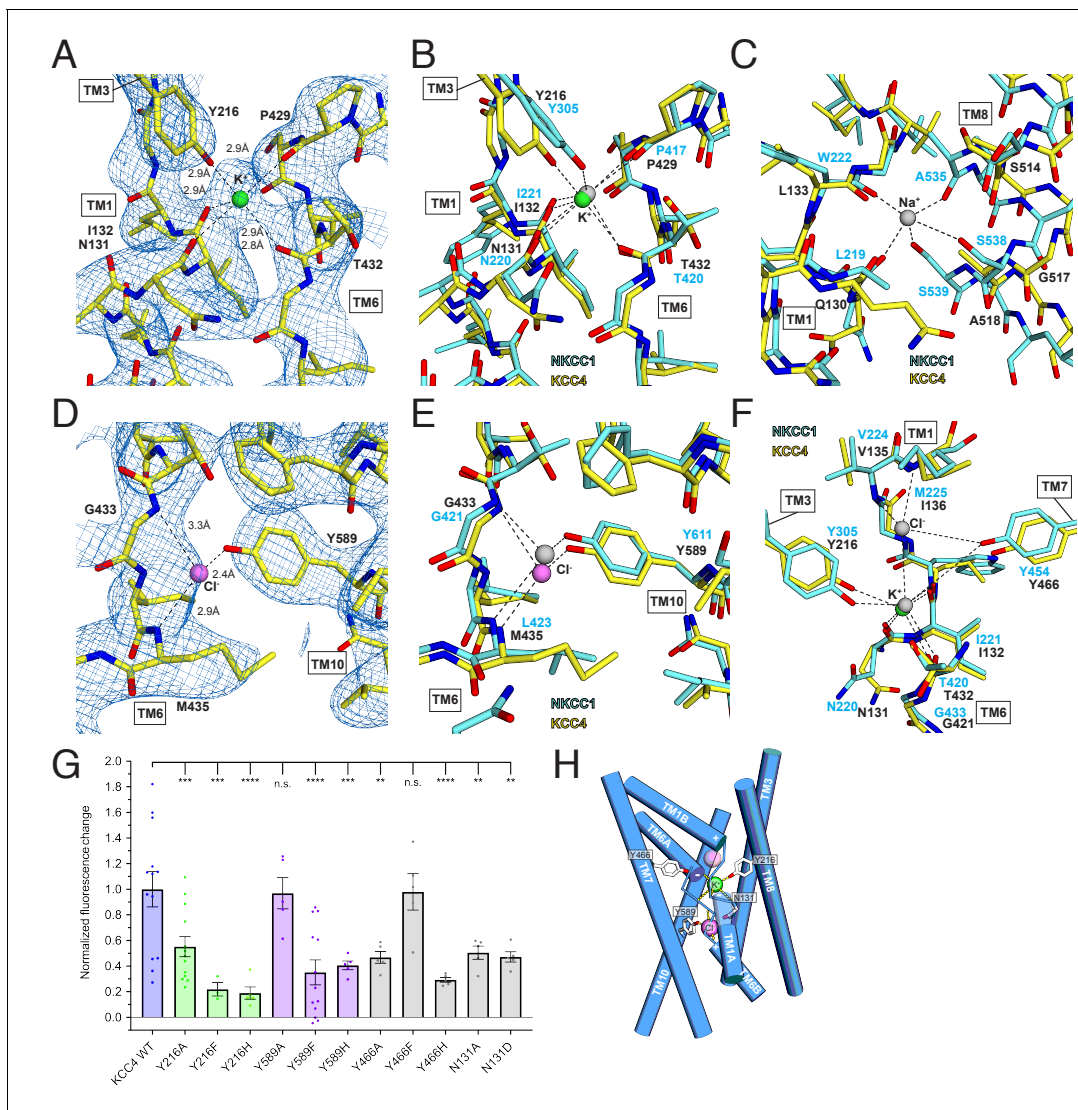 A
TM3
Y216
P429
2.9Å
2.9Å
K+
2.9Å
TM1
I132
N131
2.9Å
2.8Å
T432
TM6
B
TM3
Y216
Y305
P417
P429
I221
I132
TM1
K+
N131
N220
T432
T420
TM6
NKCC1
KCC4
C
TM8
W222
A535
S514
L133
Na+
L219
S538
S539
G517
Q130
TM1
A518
NKCC1
KCC4
D
G433
3.3Å
Y589
2.4Å
Cl-
2.9Å
TM10
TM6
M435
E
G433
G421
Y611
Y589
Cl-
TM10
L423
M435
TM6
NKCC1
KCC4
F
NKCC1
KCC4
V224
V135
TM1
M225
I136
TM7
TM3
Cl-
Y305
Y216
Y454
Y466
K+
I221
I132
T420
T432
N220
N131
G433
G421
TM6
G
2.0
1.8
1.6
1.4
1.2
1.0
0.8
0.6
0.4
0.2
0.0
Normalized fluorescence change
***
***
****
n.s.
****
***
**
n.s.
****
**
**
KCC4 WT
Y216A
Y216F
Y216H
Y589A
Y589F
Y589H
Y466A
Y466F
Y466H
N131A
N131D
H
TM3
TM1B
+
TM6A
Y466
-
Y216
TM7
K+
TM8
N131
Y589
Cl-
TM1A
TM6B
TM10